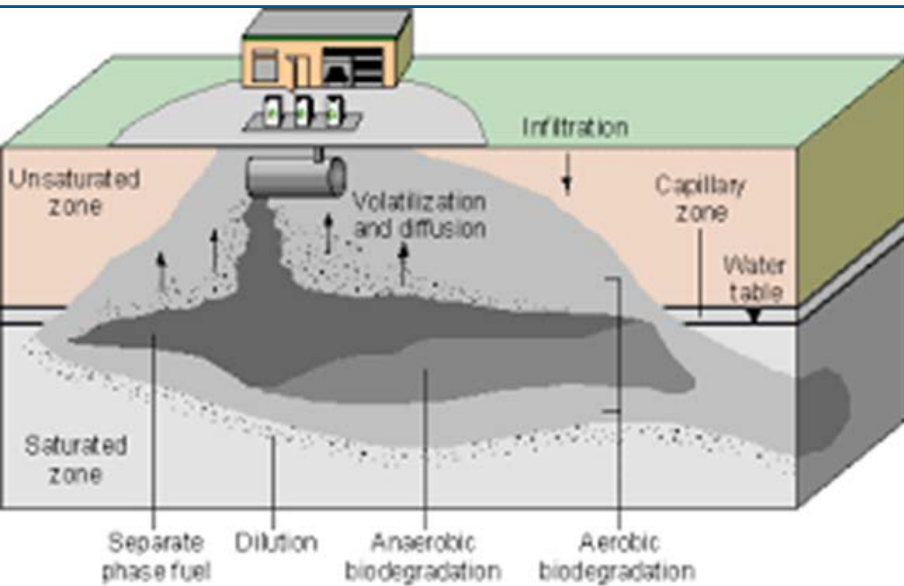 Infiltration
Unsaturated
zone
Capillary
zone
Volatilization
and diffusion
Water
table
Saturated
zone
Separate
phase fuel
Dilution
Anaerobic
biodegradation
Aerobic
biodegradation